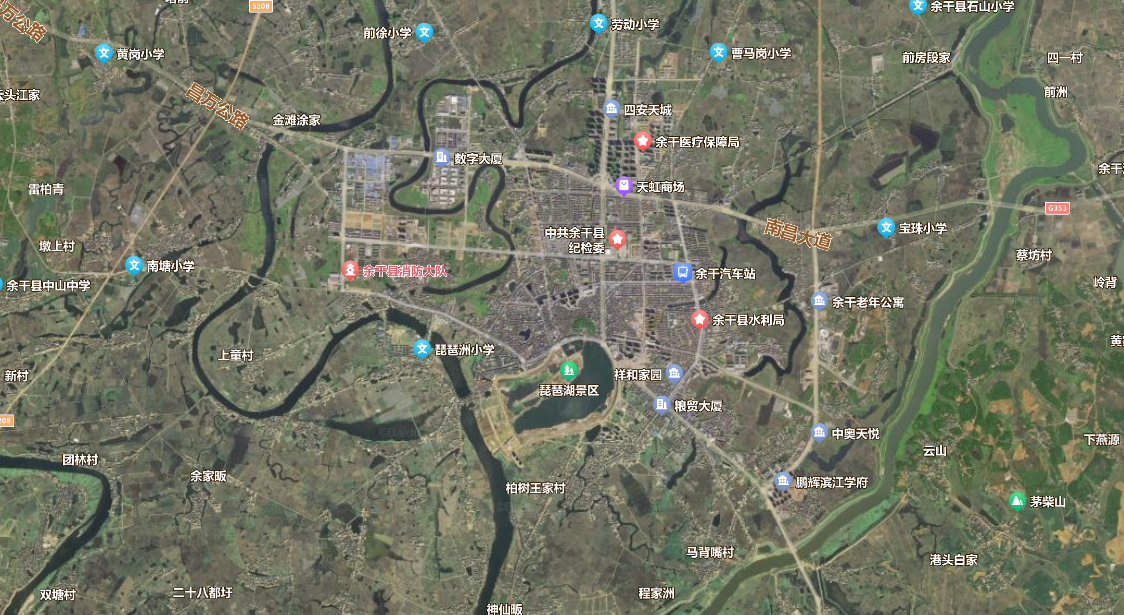 S208
余干县石山小学
劳动小学
前徐小学
黄岗小学
曹马岗小学
前房段家
四一村
前洲
昌万公路
四安天城
金滩涂家
余干医疗保障局
数字大厦
雷柏青
天虹商场
G353
南昌大道
宝珠小学
中共余干县
纪检委
墩上村
蔡坊村
南塘小学
余干县消防大队
余干汽车站
余干县中山中学
岭背
余干老年公寓
余干县水利局
琵琶洲小学
上童村
新村
祥和家园
琵琶湖景区
粮贸大厦
208
中奥天悦
下燕源
云山
团林村
余家畈
鹏辉滨江学府
柏树王家村
茅柴山
马背嘴村
港头白家
双塘村
二十八都圩
程家洲
神仙畈